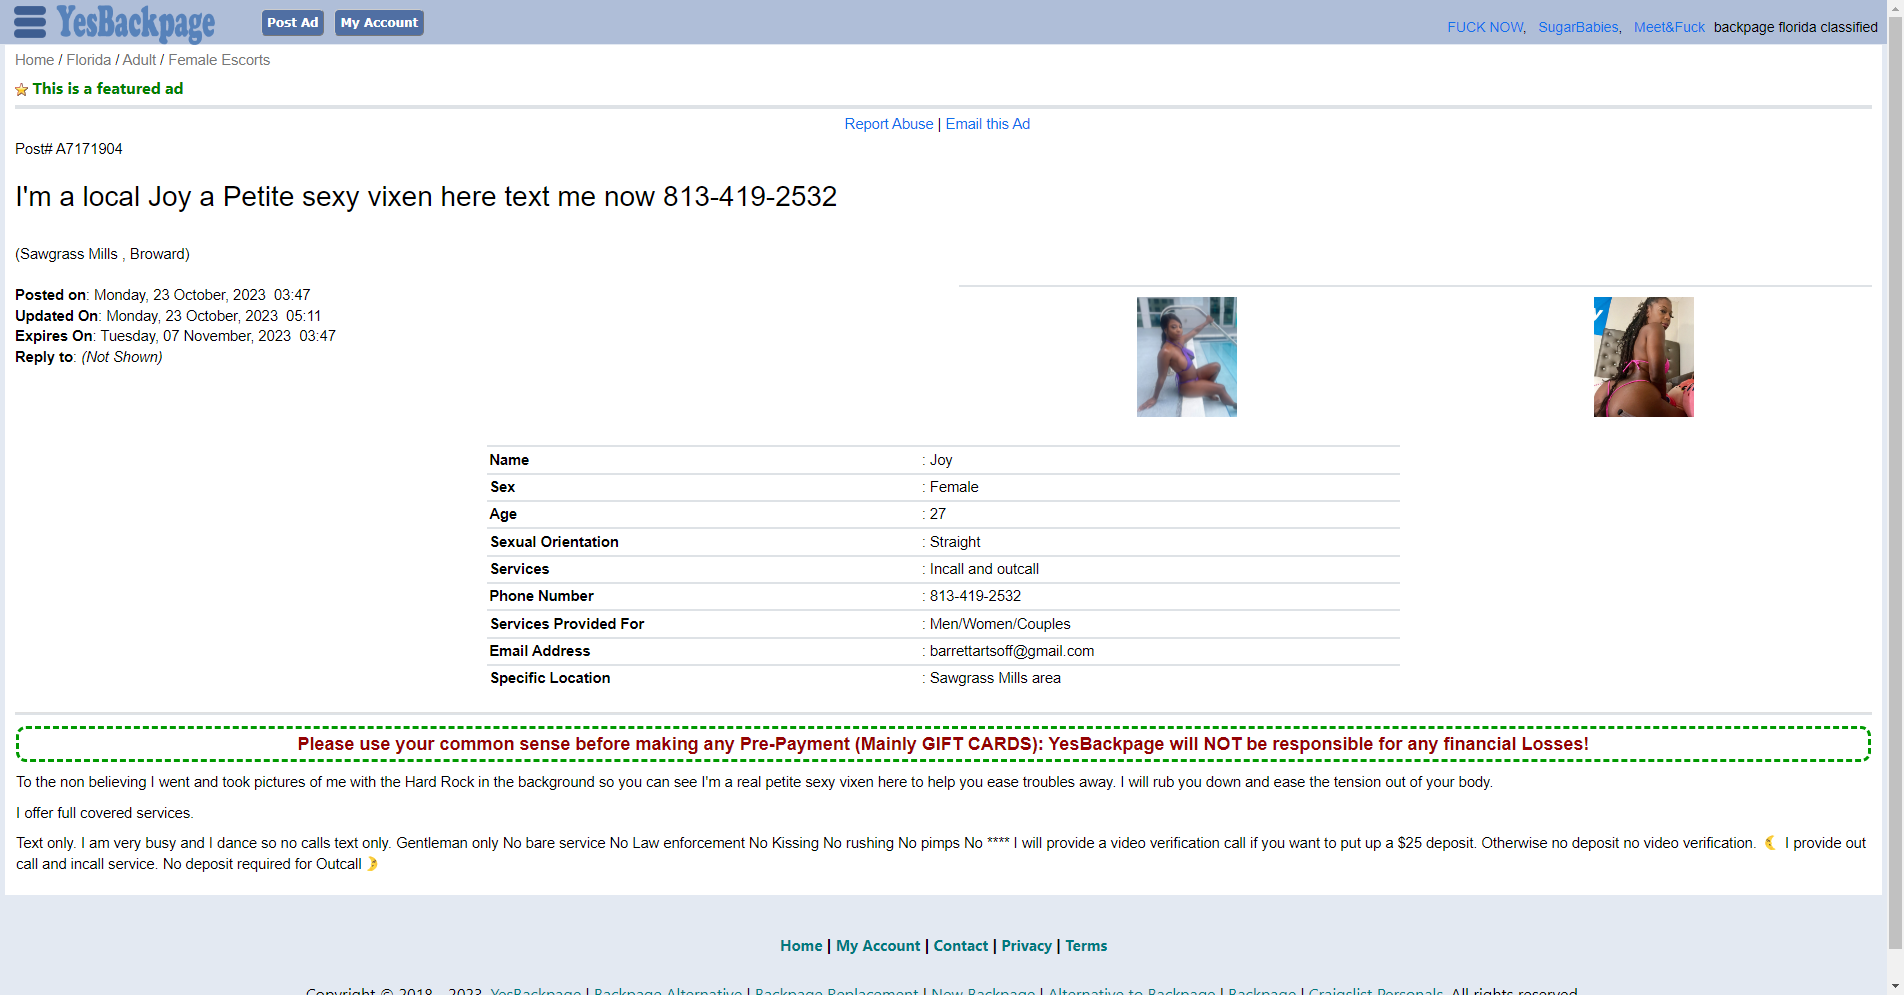 YesBackpage
Post Ad
My Account
FUCK NOW, SugarBabies, Meet&Fuck backpage florida classified
Home / Florida / Adult / Female Escorts
This is a featured ad
Report Abuse | Email this Ad
Post# A7171904
I'm a local Joy a Petite sexy vixen here text me now 813-419-2532
(Sawgrass Mills , Broward)
Posted on: Monday, 23 October, 2023 03:47
Updated On: Monday, 23 October, 2023 05:11
Expires On: Tuesday, 07 November, 2023 03:47
Reply to: (Not Shown)
Name : Joy
Sex : Female
Age : 27
Sexual Orientation : Straight
Services : Incall and outcall
Phone Number : 813-419-2532
Services Provided For : Men/Women/Couples
Email Address : barrettartsoff@gmail.com
Specific Location : Sawgrass Mills area
Please use your common sense before making any Pre-Payment (Mainly GIFT CARDS): YesBackpage will NOT be responsible for any financial Losses!
To the non believing I went and took pictures of me with the Hard Rock in the background so you can see I'm a real petite sexy vixen here to help you ease troubles away. I will rub you down and ease the tension out of your body.
I offer full covered services.
Text only. I am very busy and I dance so no calls text only. Gentleman only No bare service No Law enforcement No Kissing No rushing No pimps No **** I will provide a video verification call if you want to put up a $25 deposit. Otherwise no deposit no video verification. 🌜 I provide out
call and incall service. No deposit required for Outcall 🌛
Home | My Account | Contact | Privacy | Terms
Copyright © 2018 - 2023 YesBackpage | Backpage Alternative | Backpage Replacement | New Backpage | Alternative to Backpage | Backpage | Craigslist Personals. All rights reserved